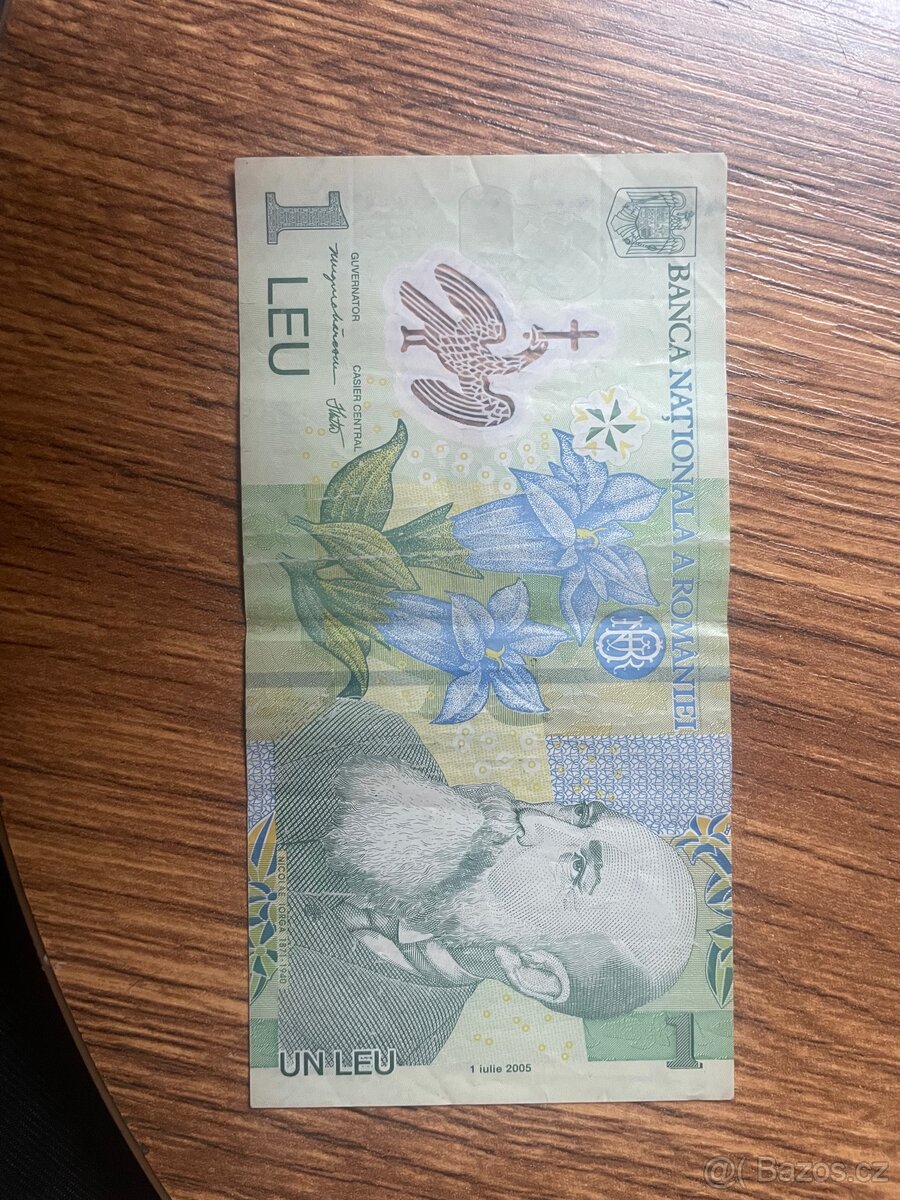 BANCA NAȚIONALA A ROMÂNIEI
1
LEU
GUVERNATOR
CASIER CENTRAL
BNR
NICOLAE IORGA 1871-1940
UN LEU
1 iulie 2005
1
@( Bazos.cz